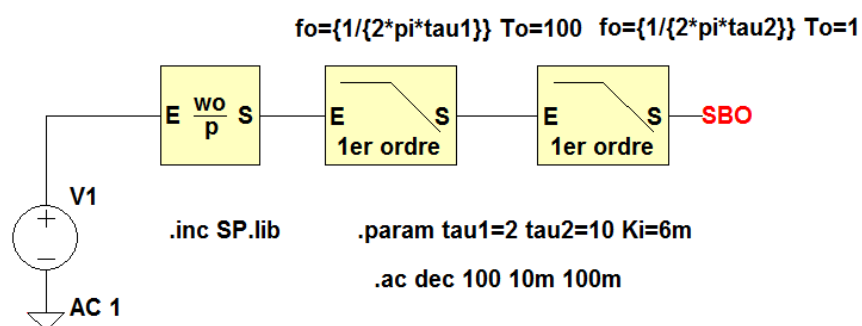 fo={1/{2*pi*tau1}} To=100 fo={1/{2*pi*tau2}} To=1
E wo/p S
E S
1er ordre
E S
1er ordre
SBO
V1
.inc SP.lib
.param tau1=2 tau2=10 Ki=6m
.ac dec 100 10m 100m
AC 1